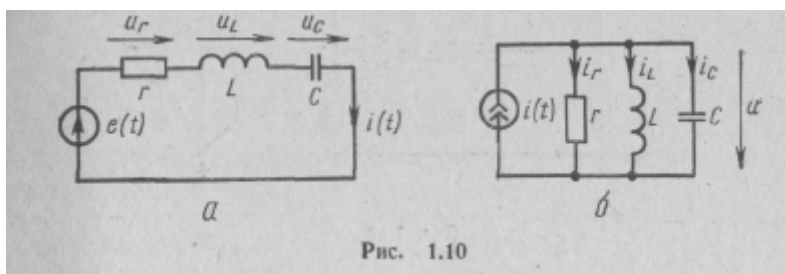 u_r u_L u_C
r L C
e(t) i(t)
i(t) i_r r i_L L i_C C u
а б
Рис. 1.10